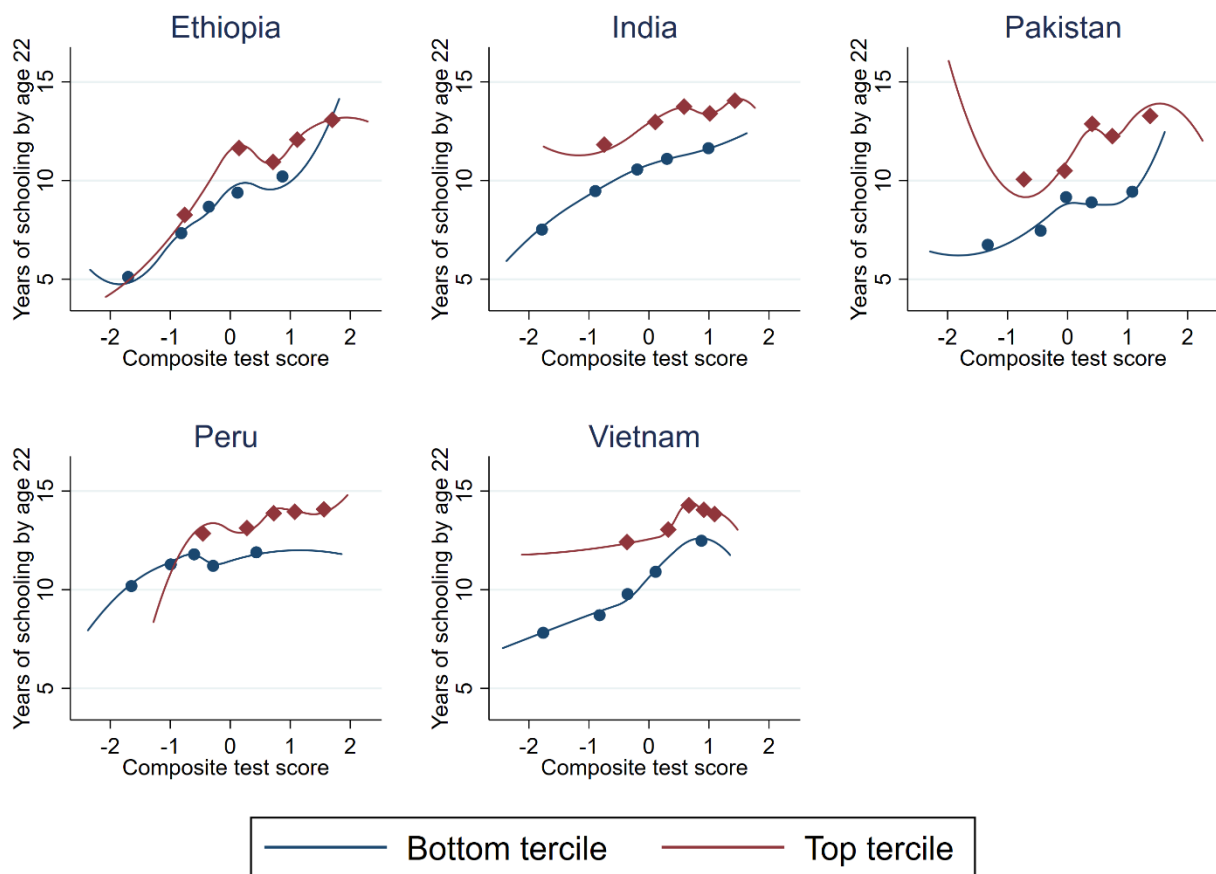 Ethiopia
15
10
5
Years of schooling by age 22
-2 -1 0 1 2
Composite test score
India
15
10
5
Years of schooling by age 22
-2 -1 0 1 2
Composite test score
Pakistan
15
10
5
Years of schooling by age 22
-2 -1 0 1 2
Composite test score
Peru
15
10
5
Years of schooling by age 22
-2 -1 0 1 2
Composite test score
Vietnam
15
10
5
Years of schooling by age 22
-2 -1 0 1 2
Composite test score
Bottom tercile Top tercile